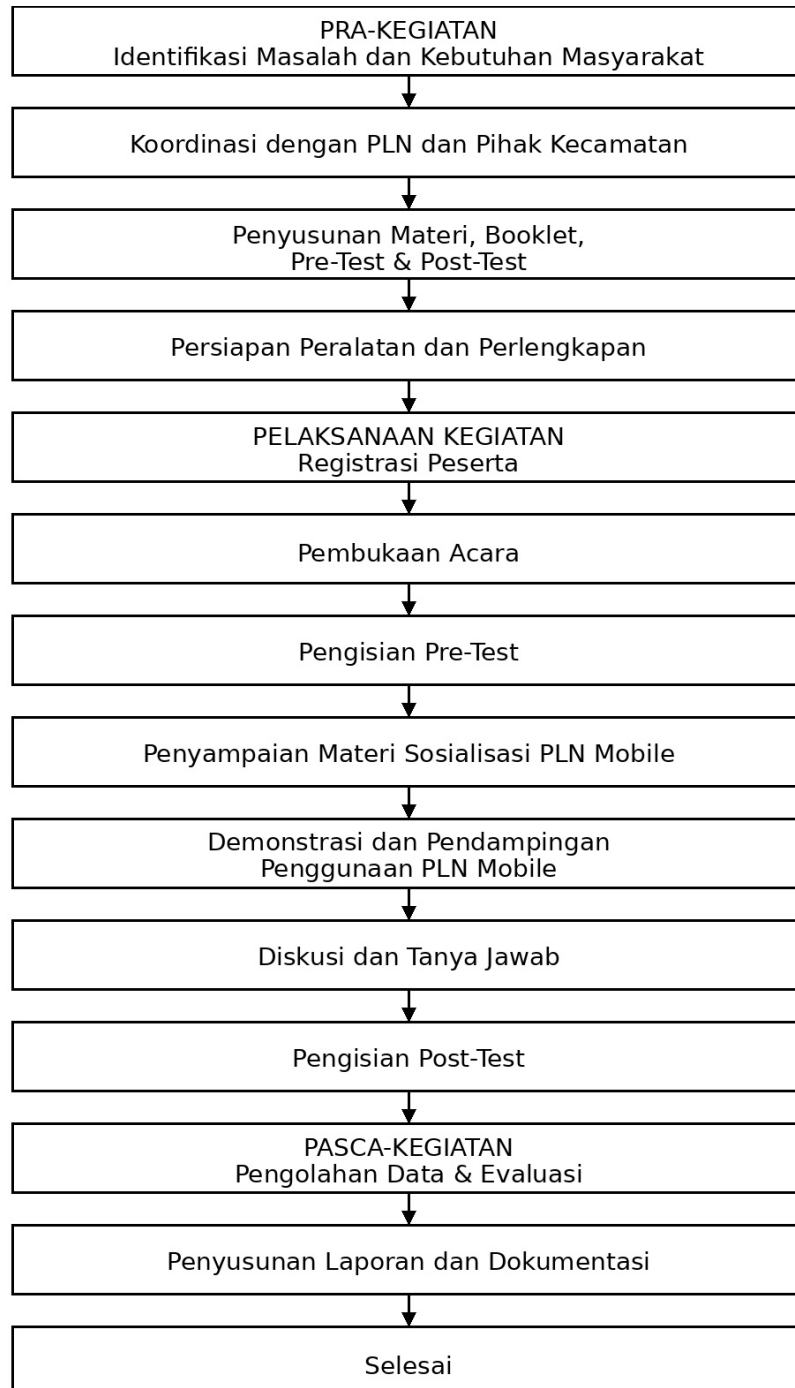 PRA-KEGIATAN
Identifikasi Masalah dan Kebutuhan Masyarakat
Koordinasi dengan PLN dan Pihak Kecamatan
Penyusunan Materi, Booklet,
Pre-Test & Post-Test
Persiapan Peralatan dan Perlengkapan
PELAKSANAAN KEGIATAN
Registrasi Peserta
Pembukaan Acara
Pengisian Pre-Test
Penyampaian Materi Sosialisasi PLN Mobile
Demonstrasi dan Pendampingan
Penggunaan PLN Mobile
Diskusi dan Tanya Jawab
Pengisian Post-Test
PASCA-KEGIATAN
Pengolahan Data & Evaluasi
Penyusunan Laporan dan Dokumentasi
Selesai